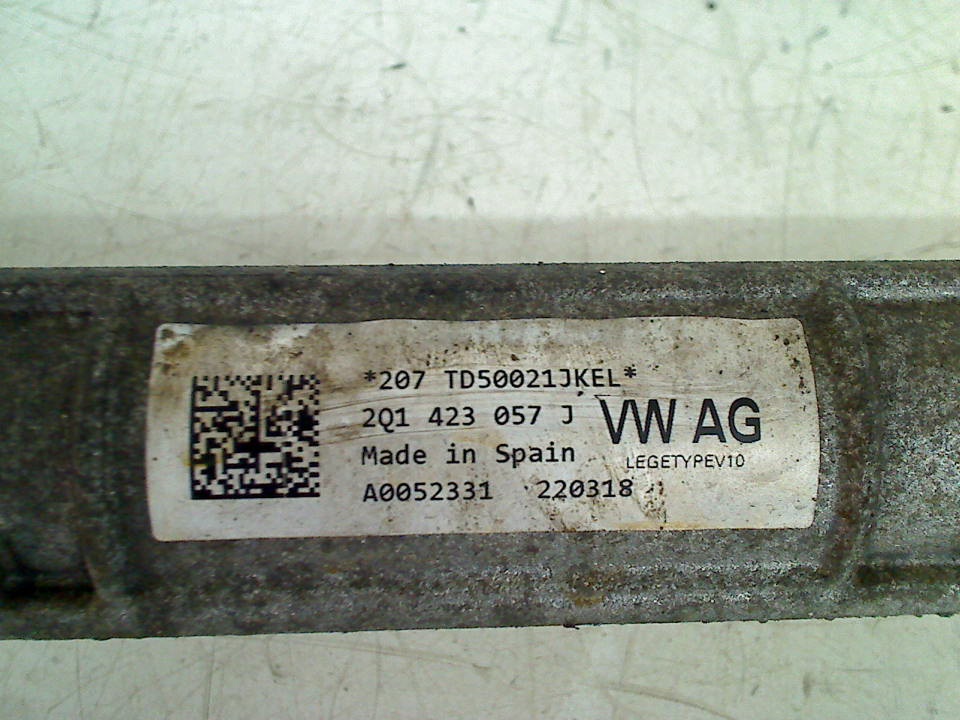 *207 TD50021JKEL*
2Q1 423 057 J
VW AG
Made in Spain
LEGETYPEV10
A0052331 220318